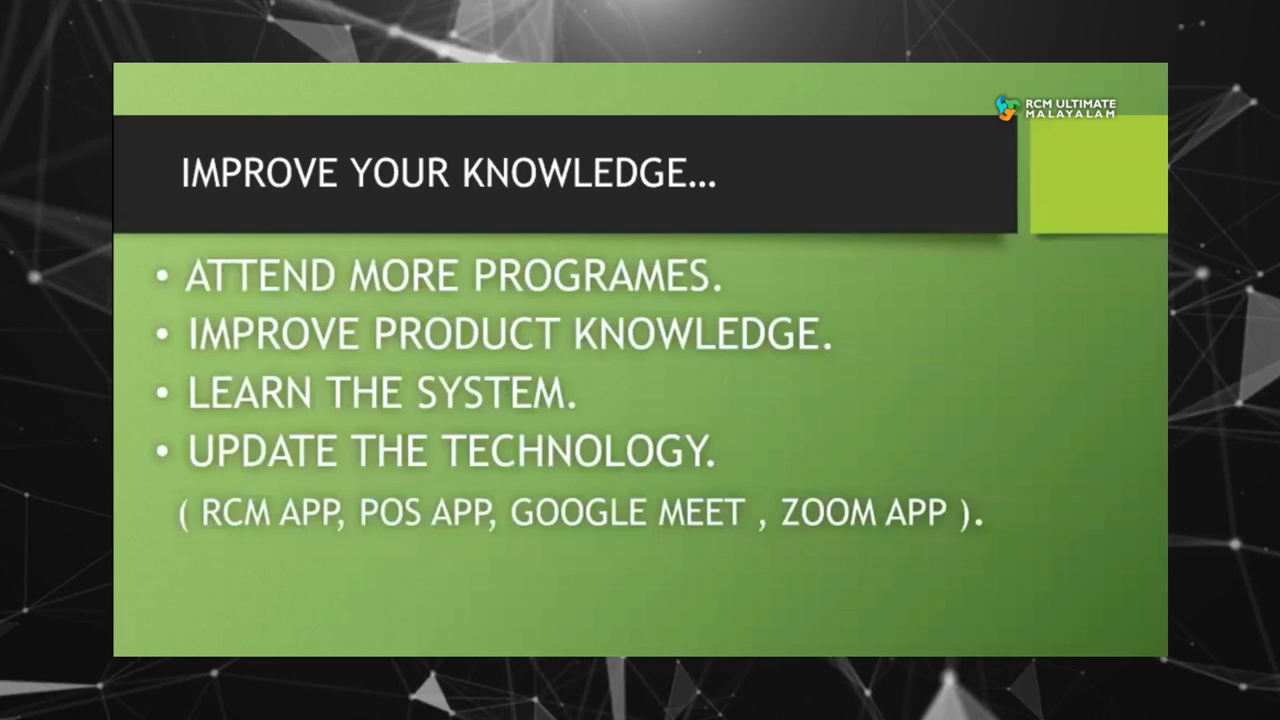 RCM ULTIMATE
MALAYALAM
IMPROVE YOUR KNOWLEDGE...
• ATTEND MORE PROGRAMES.
• IMPROVE PRODUCT KNOWLEDGE.
• LEARN THE SYSTEM.
• UPDATE THE TECHNOLOGY.
( RCM APP, POS APP, GOOGLE MEET , ZOOM APP ).